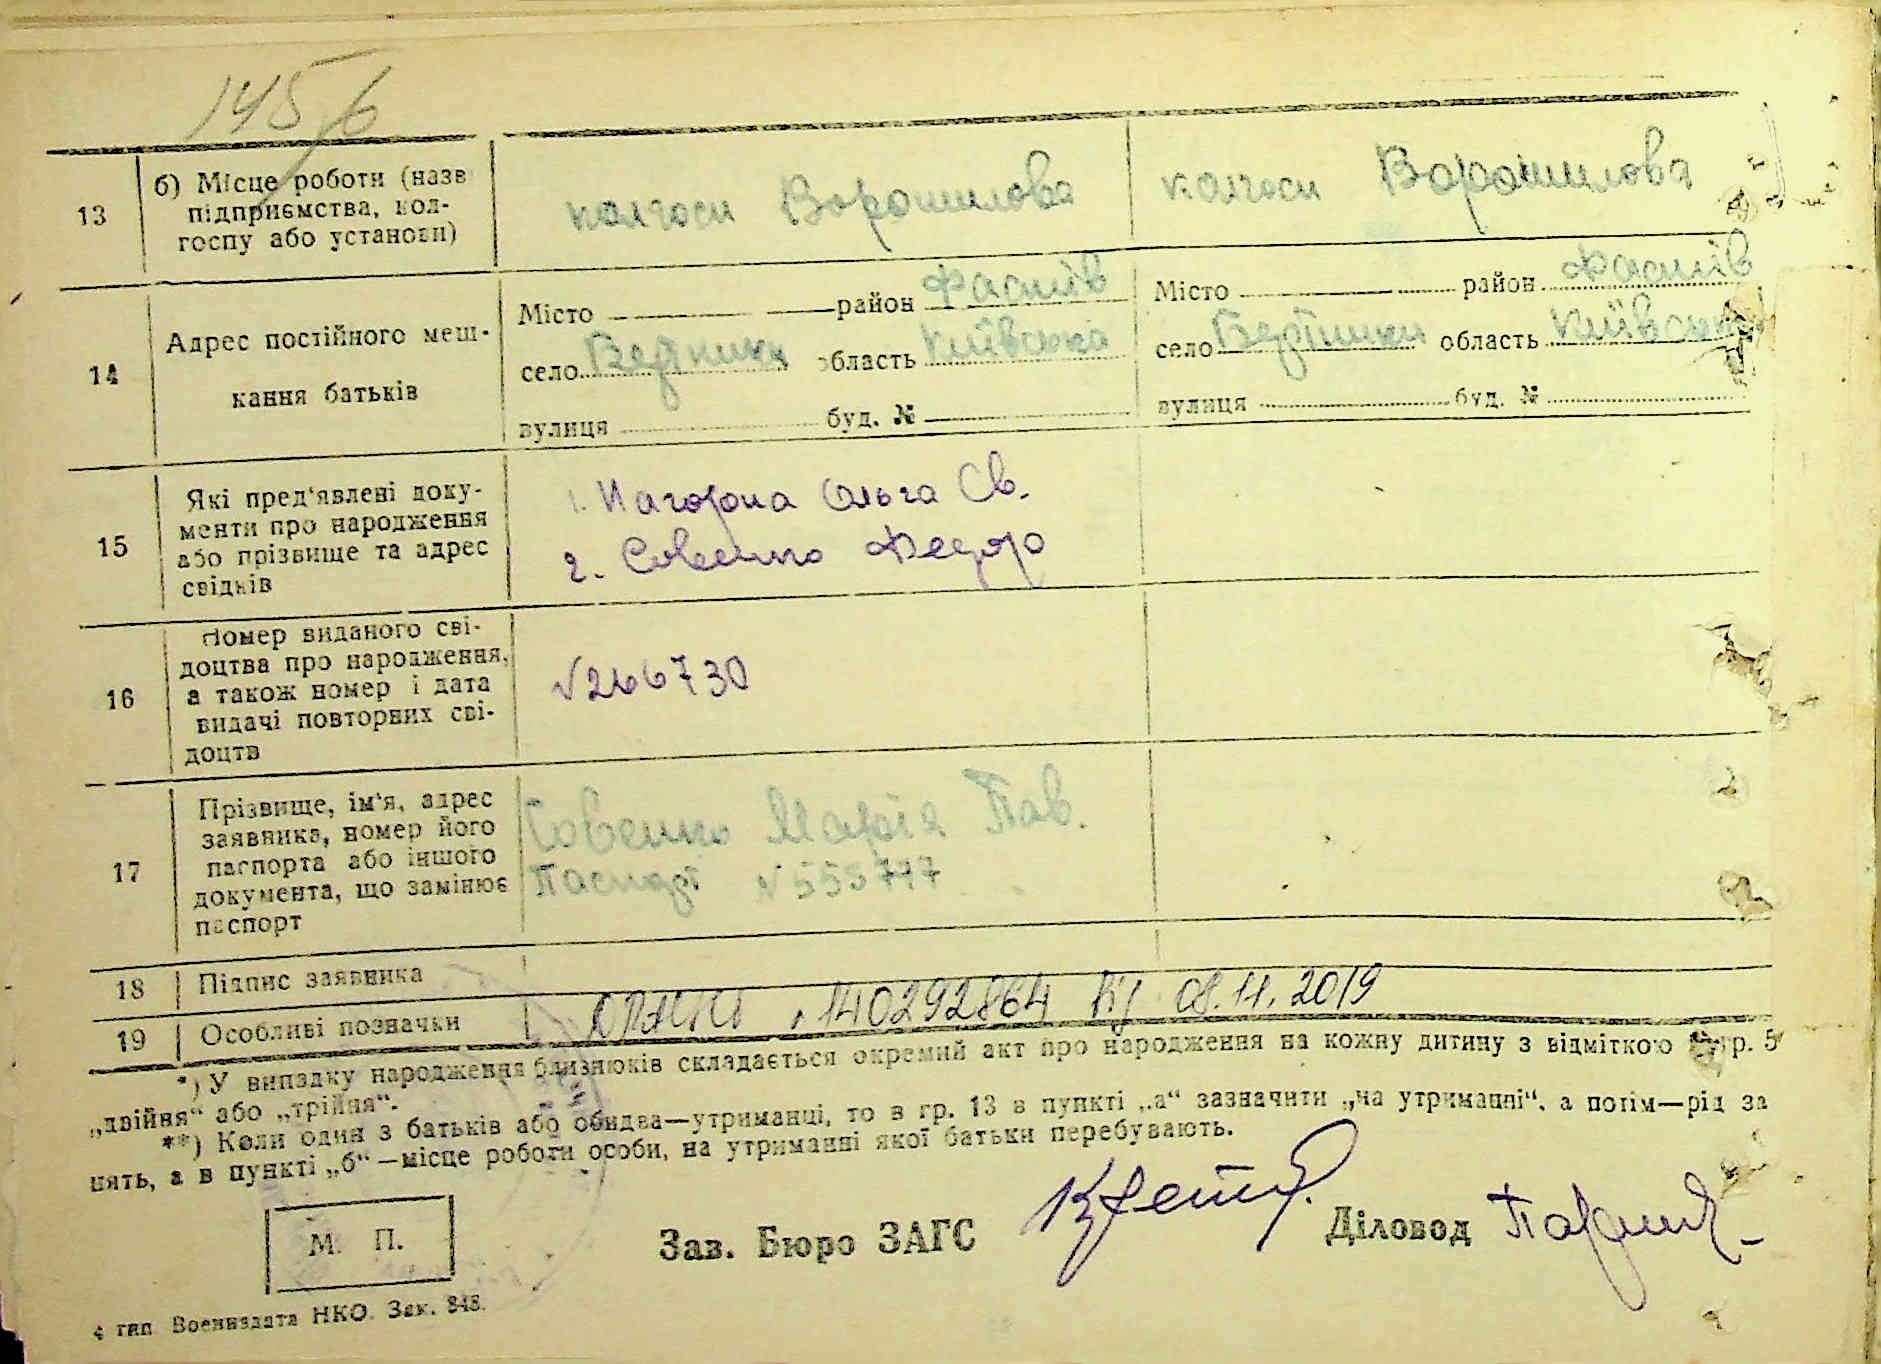 145/6
13 б) Місце роботи (назв підприємства, кол-госпу або установи) колгосп Ворошилова колгосп Ворошилова
14 Адрес постійного меш-кання батьків
Місто район Фастів Місто район Фастів
село область Київська село область Київська
вулиця буд. № вулиця буд. №
15 Які пред'явлені доку-
менти про народження
або прізвище та адрес
свідків
1. Нагорна Ольга Св.
2. Совенко Федор
16 Номер виданого сві-
доцтва про народження,
а також номер і дата
видачі повторних сві-
доцтв
№266730
17 Прізвище, ім'я, адрес
заявника, номер його
паспорта або іншого
документа, що замінює
паспорт
Совенко Марія Пав.
Паспорт №555747
18 Підпис заявника
19 Особливі позначки 140292864 від 08.11.2019
*) У випадку народження близнюків складається окремий акт про народження на кожну дитину з відміткою гр. 5
„двійня“ або „трійня“.
**) Коли один з батьків або обидва—утриманці, то в гр. 13 в пункті „а“ зазначити „на утриманні“, а потім—рід за
нять, а в пункті „б“—місце роботи особи, на утриманні якої батьки перебувають.
М. П.
Зав. Бюро ЗАГС Діловод
4 тип Воениздата НКО. Зак. 848.